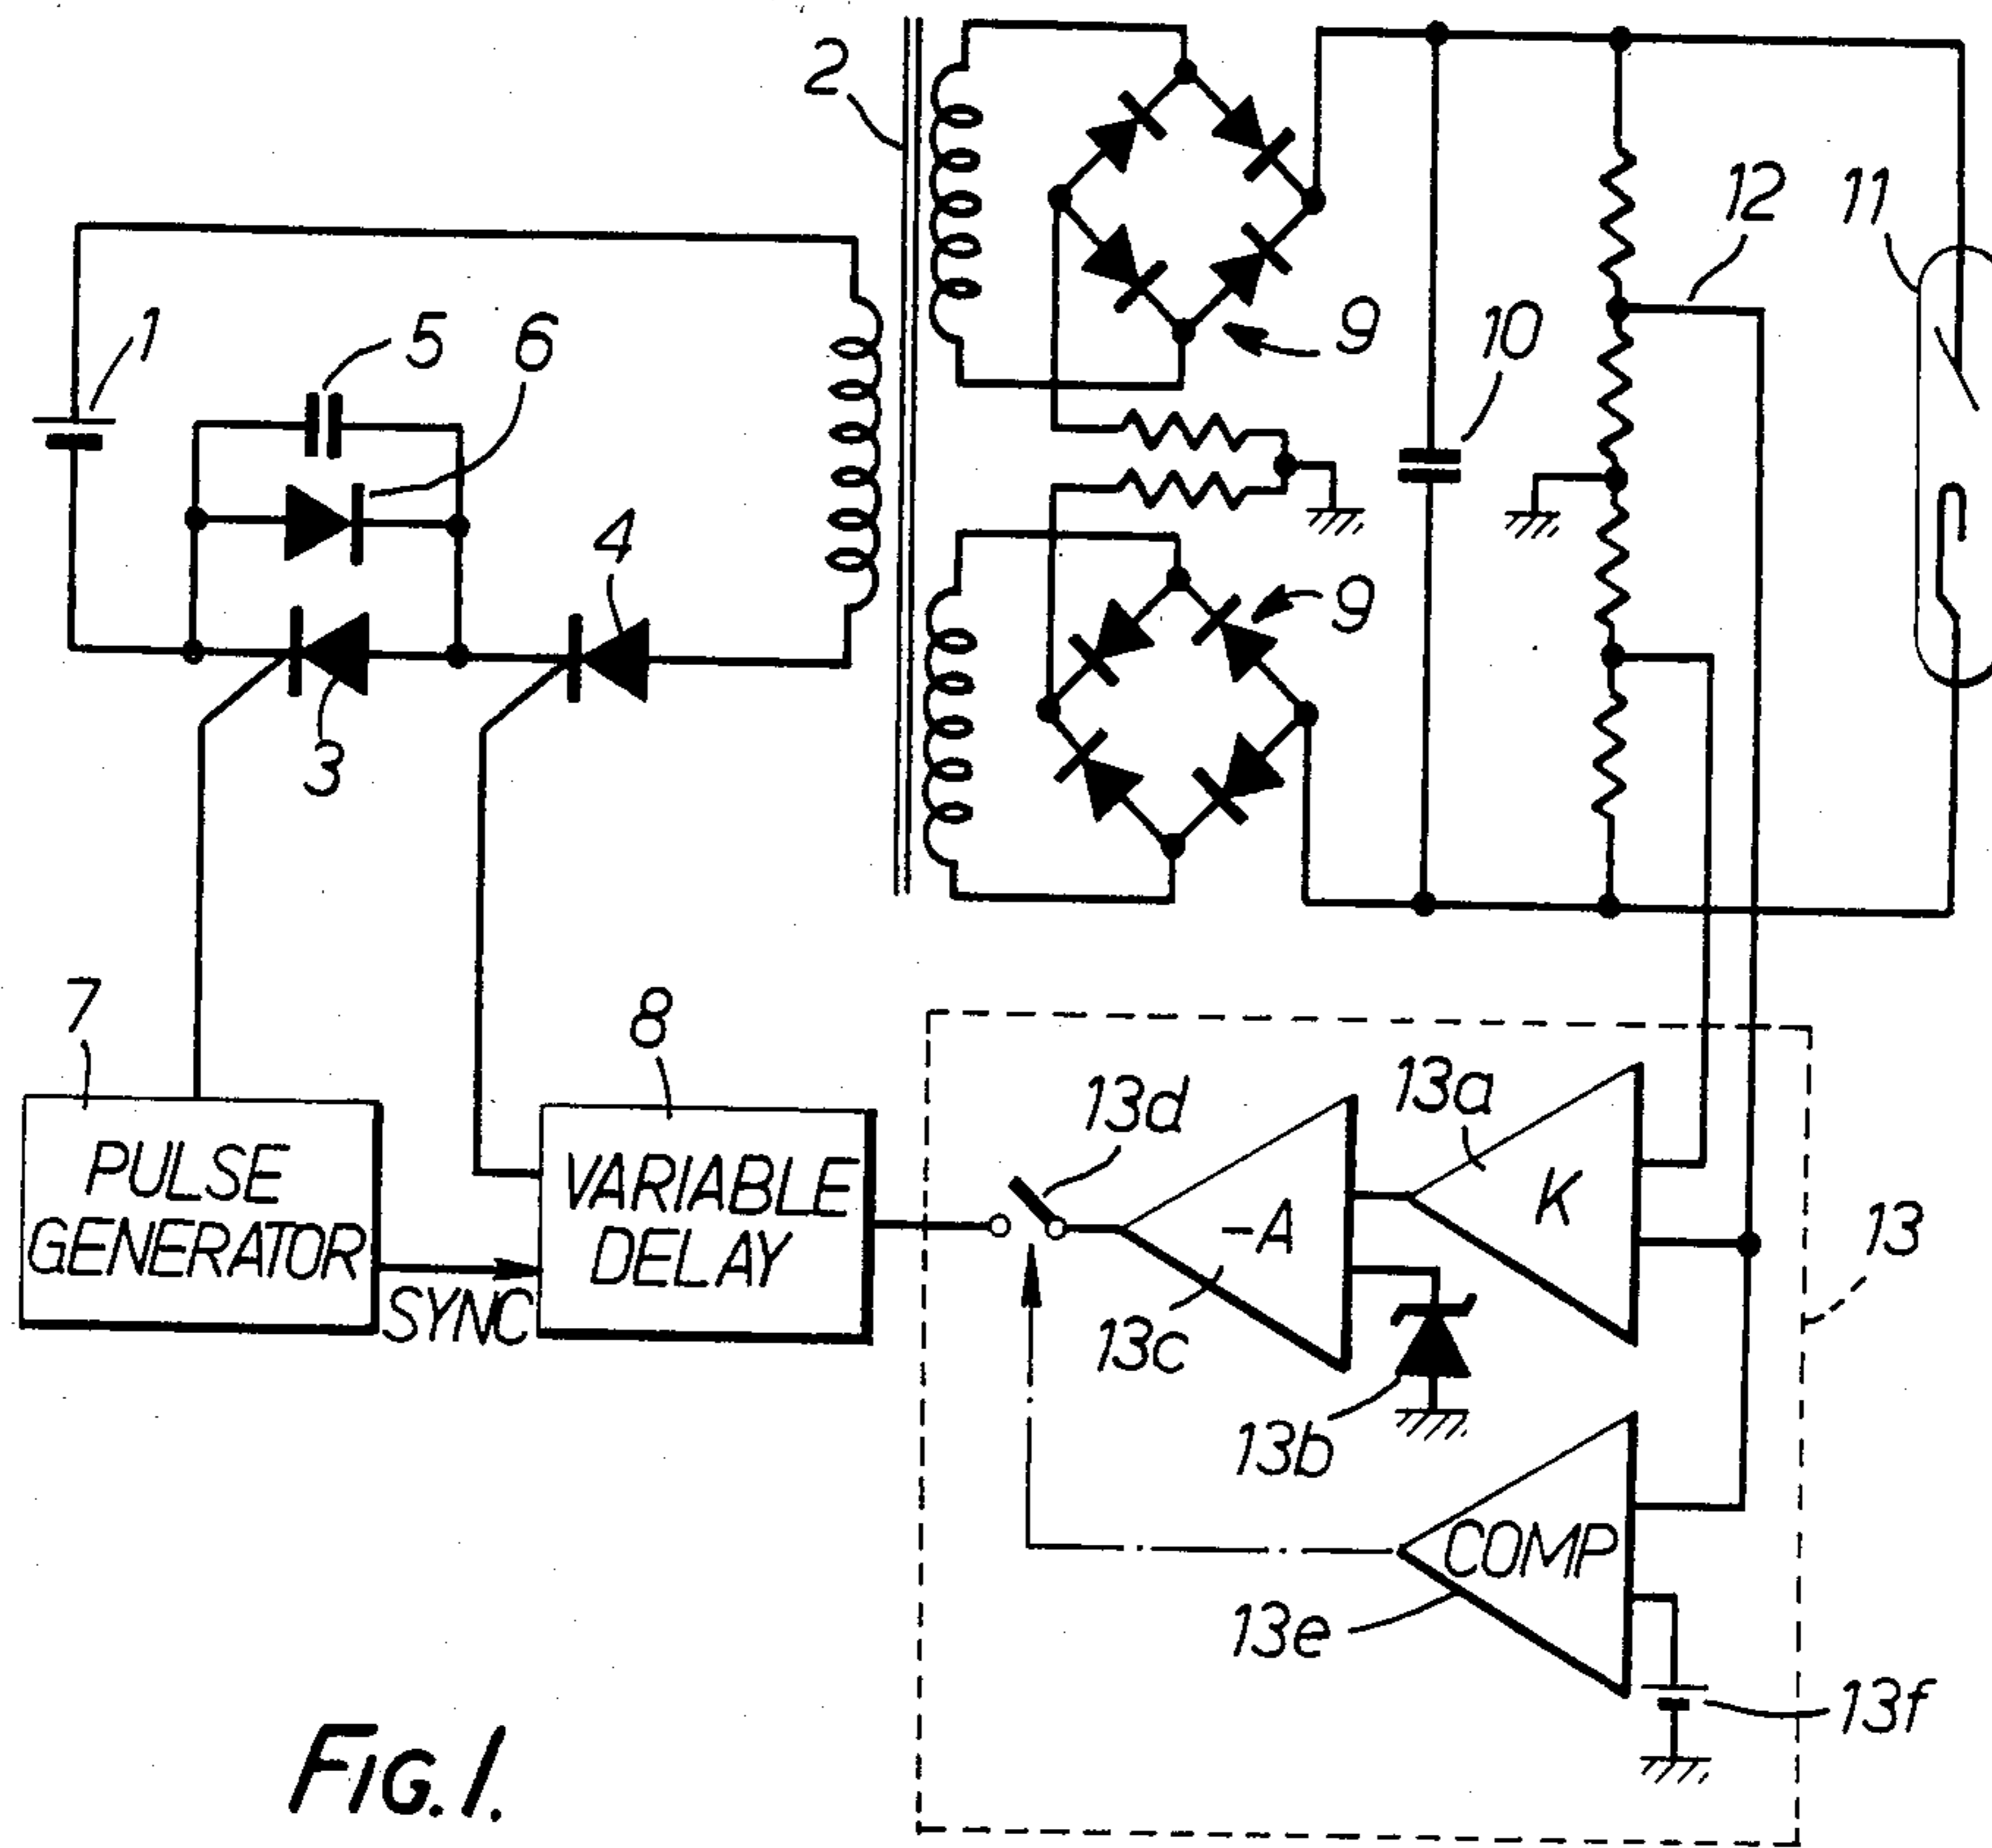 2
12
11
1
5
6
9
10
4
9
3
7
8
13d
13a
PULSE
GENERATOR
VARIABLE
DELAY
-A
K
13
SYNC
13c
13b
COMP
13e
13f
FIG. 1.